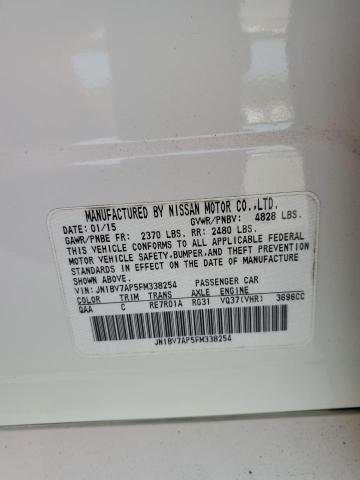 MANUFACTURED BY NISSAN MOTOR CO.,LTD.
DATE: 01/15 GVWR/PNBV: 4828 LBS.
GAWR/PNBE FR: 2370 LBS. RR: 2480 LBS.
THIS VEHICLE CONFORMS TO ALL APPLICABLE FEDERAL
MOTOR VEHICLE SAFETY,BUMPER,AND THEFT PREVENTION
STANDARDS IN EFFECT ON THE DATE OF MANUFACTURE
SHOWN ABOVE.
VIN: JN1BV7AP5FM338254 PASSENGER CAR
COLOR TRIM TRANS AXLE ENGINE
QAA C RE7R01A RG31 VQ37(VHR) 3696CC
JN1BV7AP5FM338254